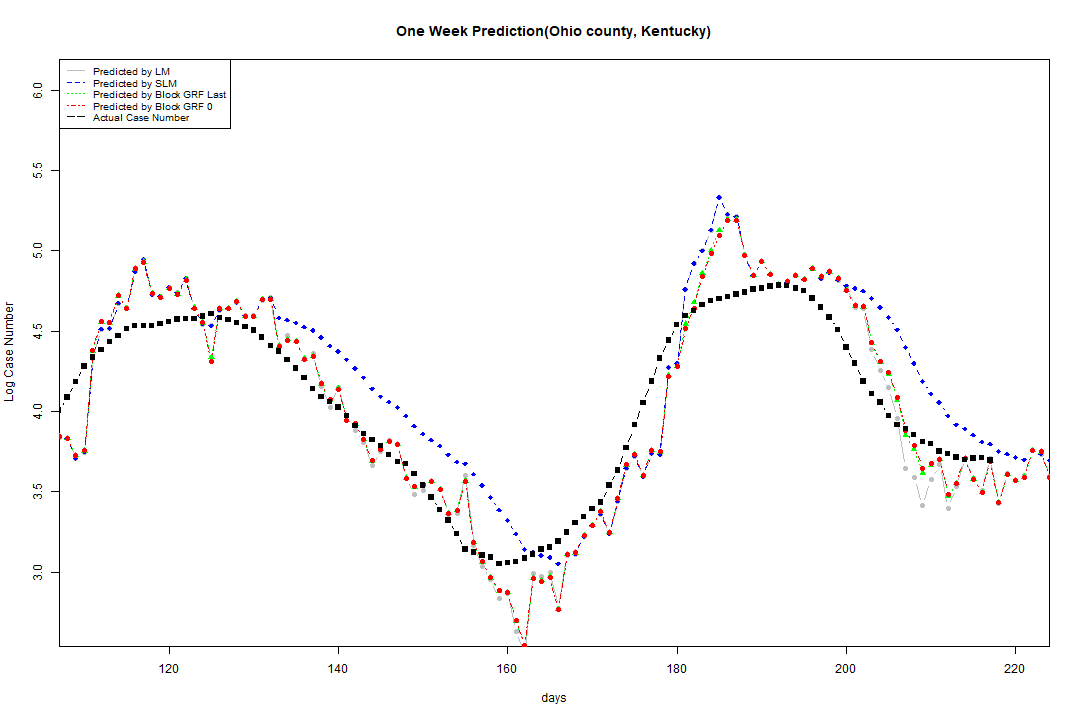 One Week Prediction(Ohio county, Kentucky)
Predicted by LM
Predicted by SLM
Predicted by Block GRF Last
Predicted by Block GRF 0
Actual Case Number
6.0
5.5
5.0
4.5
4.0
3.5
3.0
Log Case Number
120 140 160 180 200 220
days